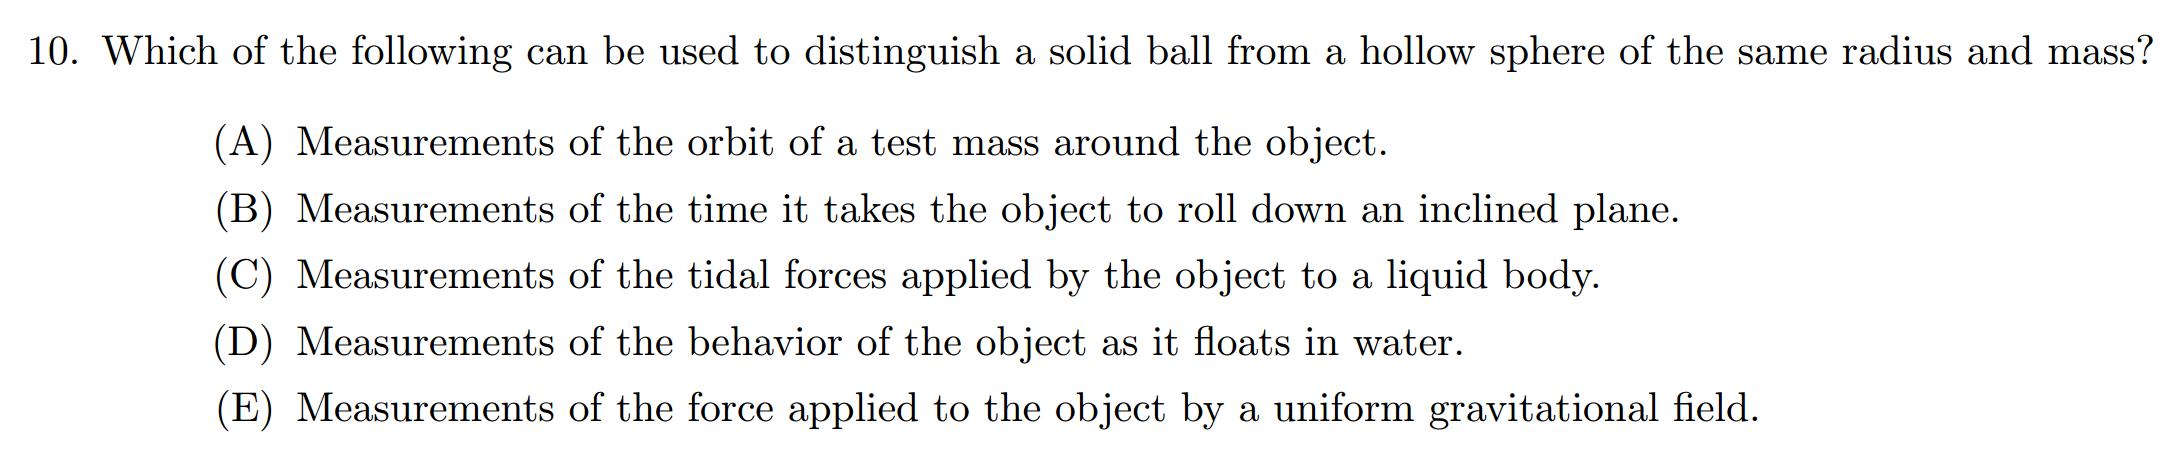 10. Which of the following can be used to distinguish a solid ball from a hollow sphere of the same radius and mass?
(A) Measurements of the orbit of a test mass around the object.
(B) Measurements of the time it takes the object to roll down an inclined plane.
(C) Measurements of the tidal forces applied by the object to a liquid body.
(D) Measurements of the behavior of the object as it floats in water.
(E) Measurements of the force applied to the object by a uniform gravitational field.